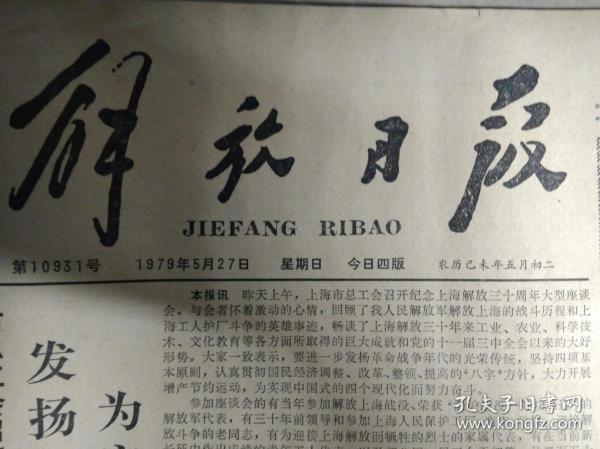 解放日报
JIEFANG RIBAO
第10931号 1979年5月27日 星期日 今日四版 农历己未年五月初二
发扬
为
本报讯 昨天上午，上海市总工会召开纪念上海解放三十周年大型座谈
会。与会者怀着激动的心情，回顾了我人民解放军解放上海的战斗历程和上
海工人护厂斗争的英雄事迹，畅谈了上海解放三十年来工业、农业、科学技
术、文化教育等各方面所取得的巨大成就和党的十一届三中全会以来的大好
形势。大家一致表示，要进一步发扬革命战争年代的光荣传统，坚持四项基
本原则，认真贯彻国民经济调整、改革、整顿、提高的“八字”方针，大力开展
增产节约运动，为实现中国式的四个现代化而努力奋斗。
参加座谈会的有当年参加解放上海战役、荣获“
解放军代表，有三十年前领导和参加上海人民保护
解放斗争的老同志，有为迎接上海解放而牺牲的烈士的家属代表，有在当前新
孔夫子旧书网